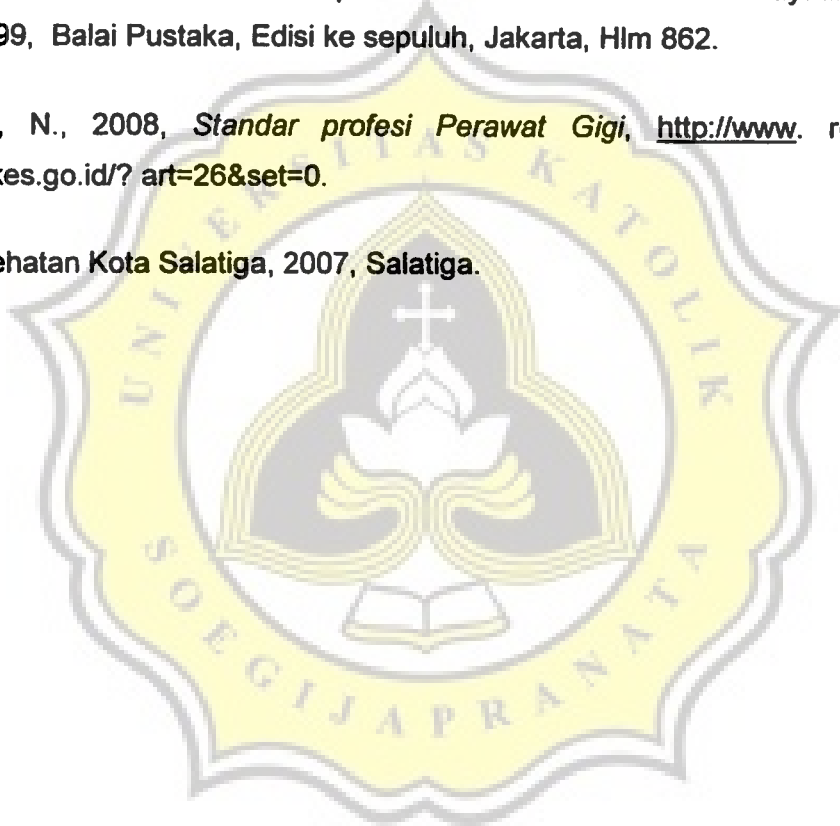 99, Balai Pustaka, Edisi ke sepuluh, Jakarta, Hlm 862.
, N., 2008, Standar profesi Perawat Gigi, http://www. r
kes.go.id/? art=26&set=0.
ehatan Kota Salatiga, 2007, Salatiga.
UNIVERSITAS KATOLIK
SOEGIJAPRANATA